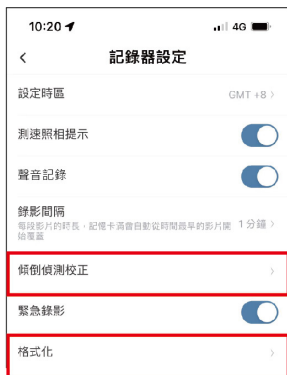 10:20
4G
記錄器設定
設定時區 GMT +8
測速照相提示
聲音記錄
錄影間隔 1 分鐘
每段影片的時長，記憶卡滿會自動從時間最早的影片開
始覆蓋
傾倒偵測校正
緊急錄影
格式化